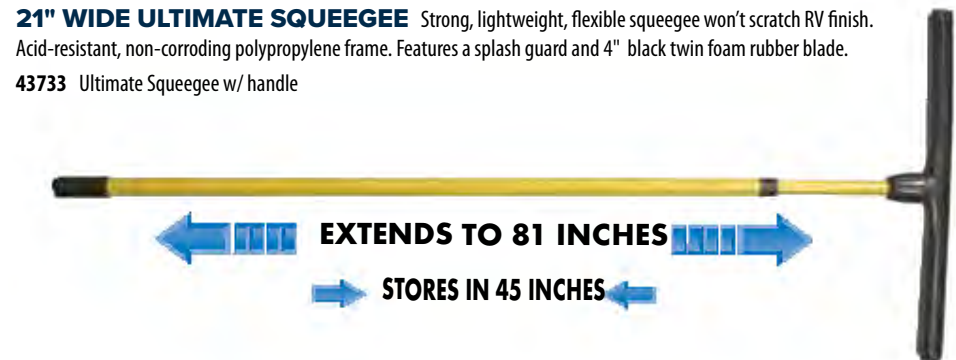 21" WIDE ULTIMATE SQUEEGEE Strong, lightweight, flexible squeegee won't scratch RV finish.
Acid-resistant, non-corroding polypropylene frame. Features a splash guard and 4" black twin foam rubber blade.
43733 Ultimate Squeegee w/ handle
EXTENDS TO 81 INCHES
STORES IN 45 INCHES